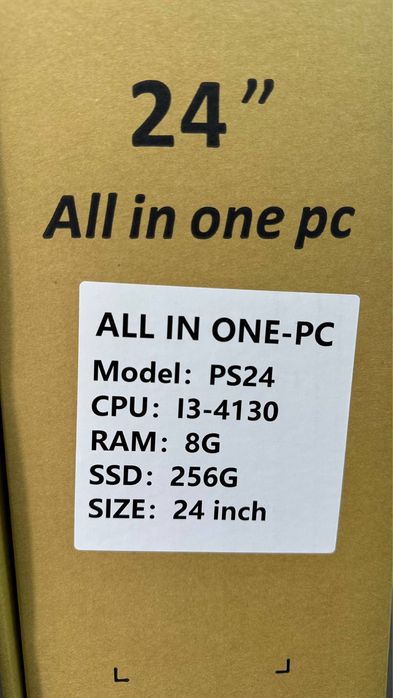 24”
All in one pc
ALL IN ONE-PC
Model： PS24
CPU： I3-4130
RAM： 8G
SSD： 256G
SIZE： 24 inch